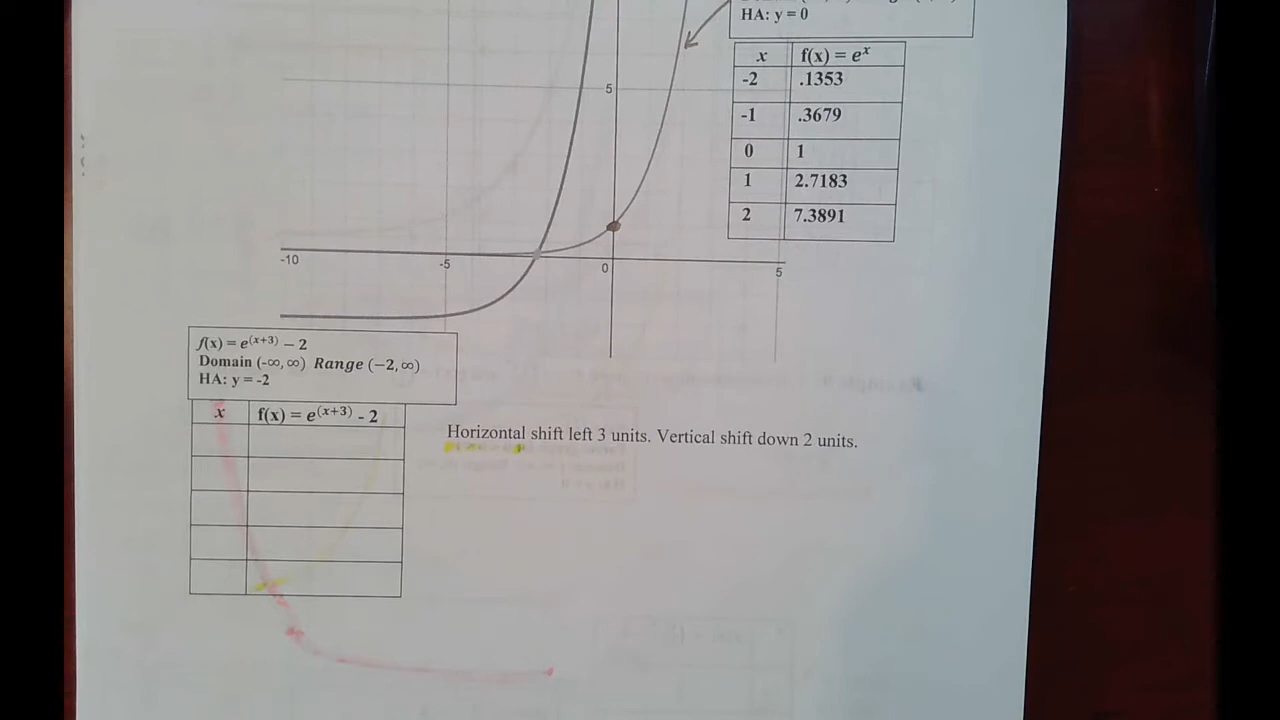 HA: y = 0
x f(x) = eˣ
-2 .1353
-1 .3679
0 1
1 2.7183
2 7.3891
5
-10 -5 0 5
f(x) = e⁽ˣ⁺³⁾ − 2
Domain (-∞, ∞) Range (−2, ∞)
HA: y = -2
x f(x) = e⁽ˣ⁺³⁾ - 2
Horizontal shift left 3 units. Vertical shift down 2 units.